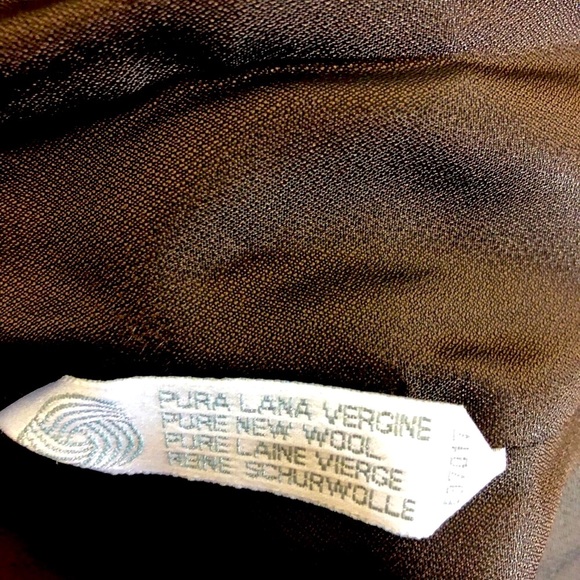 PURA LANA VERGINE
PURE NEW WOOL
PURE LAINE VIERGE
REINE SCHURWOLLE